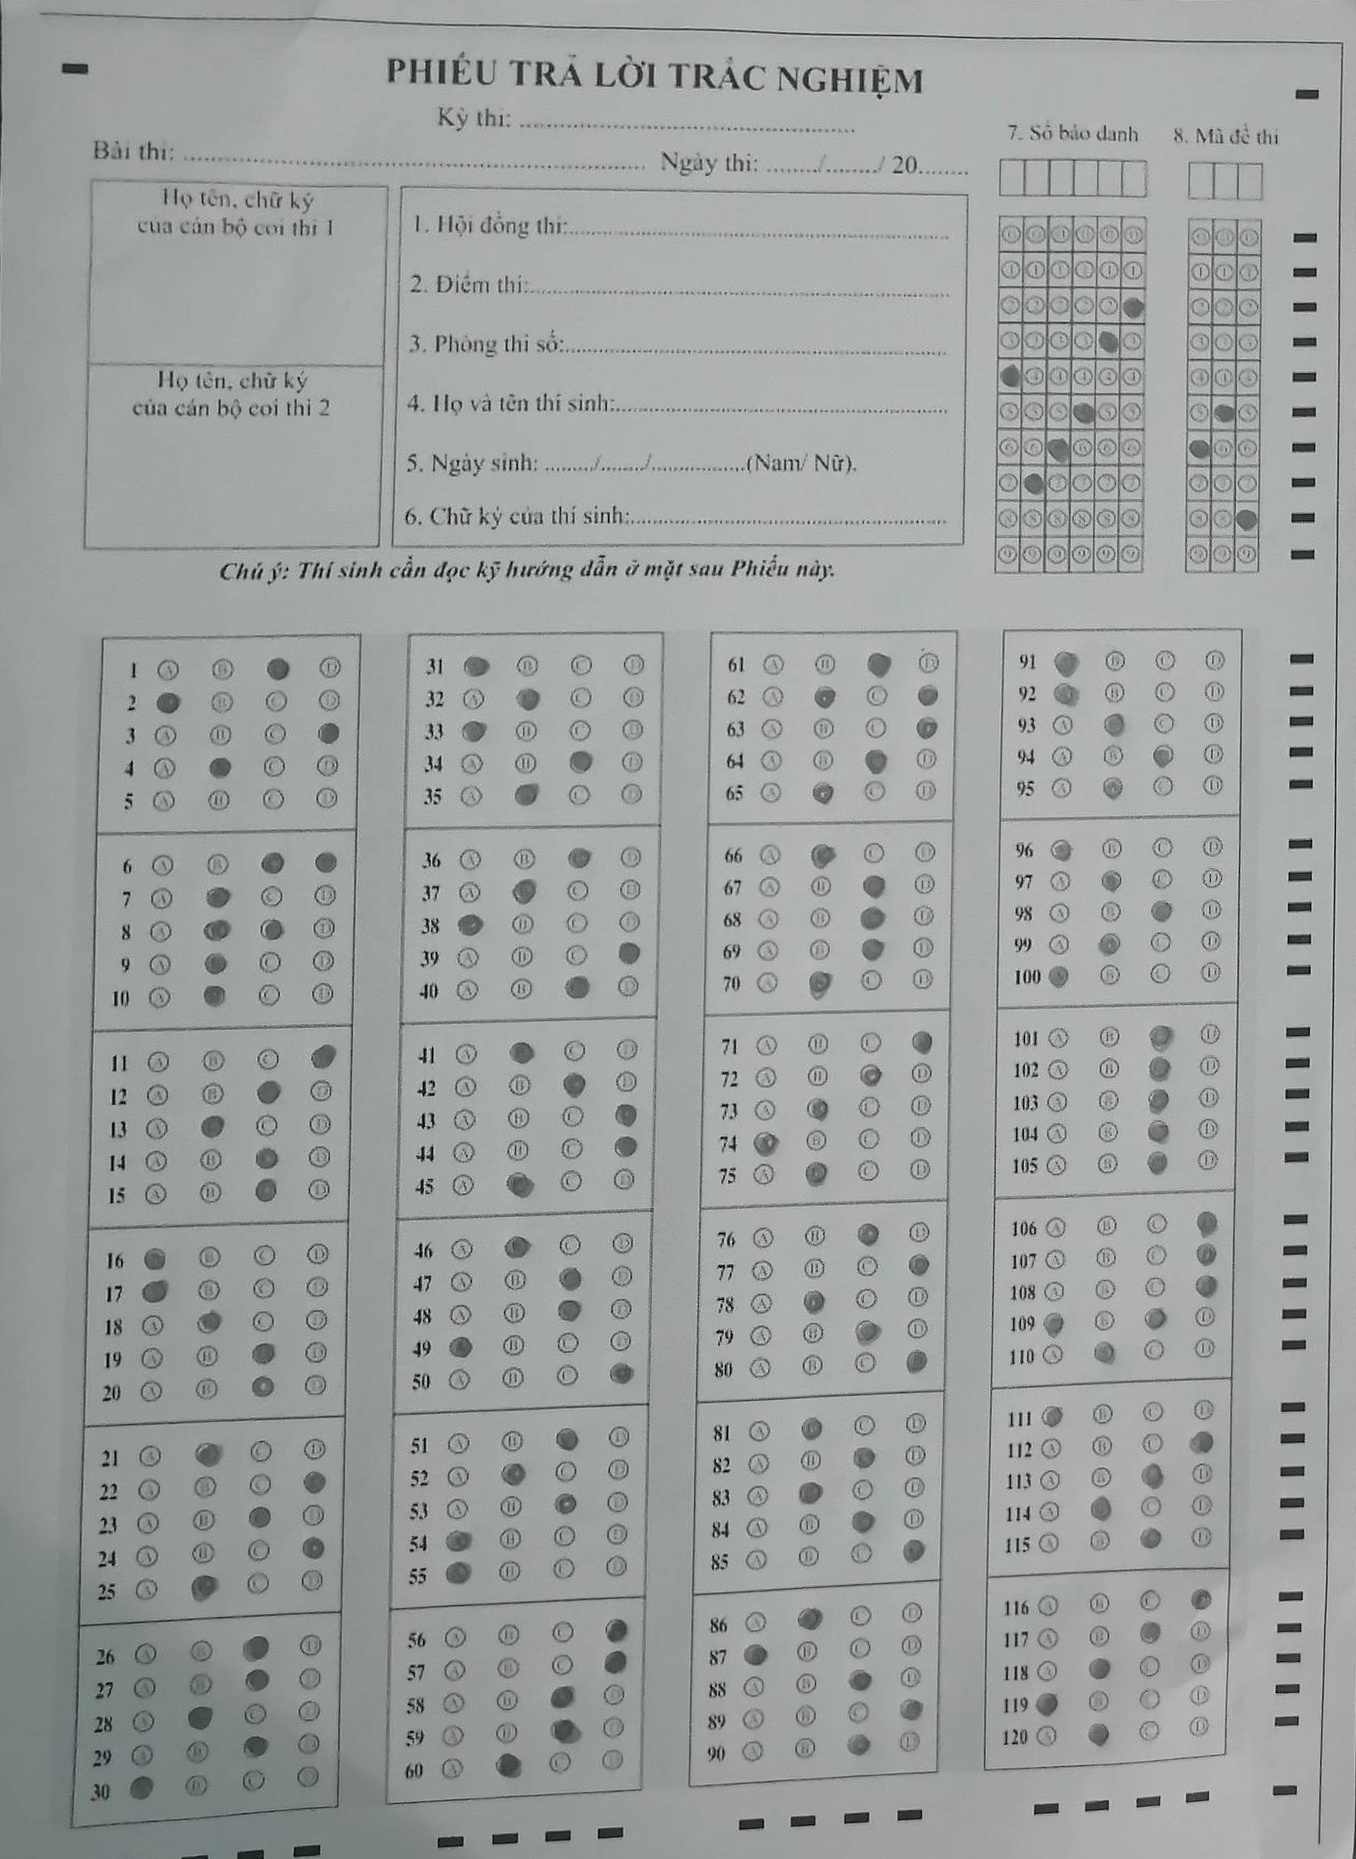 PHIẾU TRẢ LỜI TRẮC NGHIỆM
Kỳ thi: ........................................
Bài thi: ........................................ Ngày thi: ......../......../ 20........
7. Số báo danh 8. Mã đề thi
Họ tên, chữ ký
của cán bộ coi thi 1
Họ tên, chữ ký
của cán bộ coi thi 2
1. Hội đồng thi:........................................
2. Điểm thi:........................................
3. Phòng thi số:........................................
4. Họ và tên thí sinh:........................................
5. Ngày sinh: ......../......../................(Nam/ Nữ).
6. Chữ ký của thí sinh:........................................
Chú ý: Thí sinh cần đọc kỹ hướng dẫn ở mặt sau Phiếu này.
1 A B D
2 B C D
3 A B C
4 A C D
5 A B C D
6 A B
7 A C D
8 A D
9 A C D
10 A C D
11 A B C
12 A B D
13 A C D
14 A B D
15 A B D
16 B C D
17 B C D
18 A C D
19 A B D
20 A B D
21 A C D
22 A B C
23 A B D
24 A B C
25 A C D
26 A B D
27 A B D
28 A C D
29 A B D
30 B C D
31 B C D
32 A C D
33 B C D
34 A B D
35 A C D
36 A B D
37 A C D
38 B C D
39 A B C
40 A B D
41 A C D
42 A B D
43 A B C
44 A B C
45 A C D
46 A C D
47 A B D
48 A B D
49 B C D
50 A B C
51 A B D
52 A C D
53 A B D
54 B C D
55 B C D
56 A B C
57 A B C
58 A B D
59 A B D
60 A C D
61 A B D
62 A C
63 A B C
64 A B D
65 A C D
66 A C D
67 A B D
68 A B D
69 A B D
70 A C D
71 A B C
72 A B D
73 A C D
74 B C D
75 A C D
76 A B D
77 A B C
78 A C D
79 A B D
80 A B C
81 A C D
82 A B D
83 A C D
84 A B D
85 A B C
86 A C D
87 B C D
88 A B D
89 A B C
90 A B D
91 B C D
92 B C D
93 A C D
94 A B D
95 A C D
96 B C D
97 A C D
98 A B D
99 A C D
100 B C D
101 A B D
102 A B D
103 A B D
104 A B D
105 A B D
106 A B C
107 A B C
108 A B C
109 B D
110 A C D
111 B C D
112 A B C
113 A B D
114 A C D
115 A B D
116 A B C
117 A B D
118 A C D
119 B C D
120 A C D